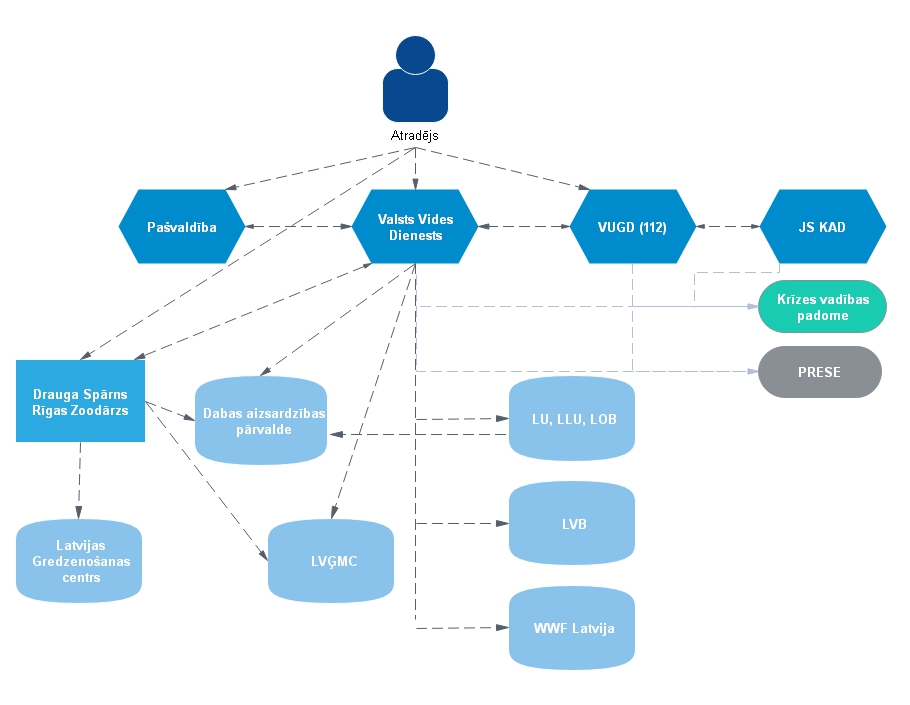 Atradējs
Pašvaldība
Valsts Vides
Dienests
VUGD (112)
JS KAD
Krīzes vadības
padome
PRESE
Drauga Spārns
Rīgas Zoodārzs
Dabas aizsardzības
pārvalde
LU, LLU, LOB
LVB
Latvijas
Gredzenošanas
centrs
LVĢMC
WWF Latvija